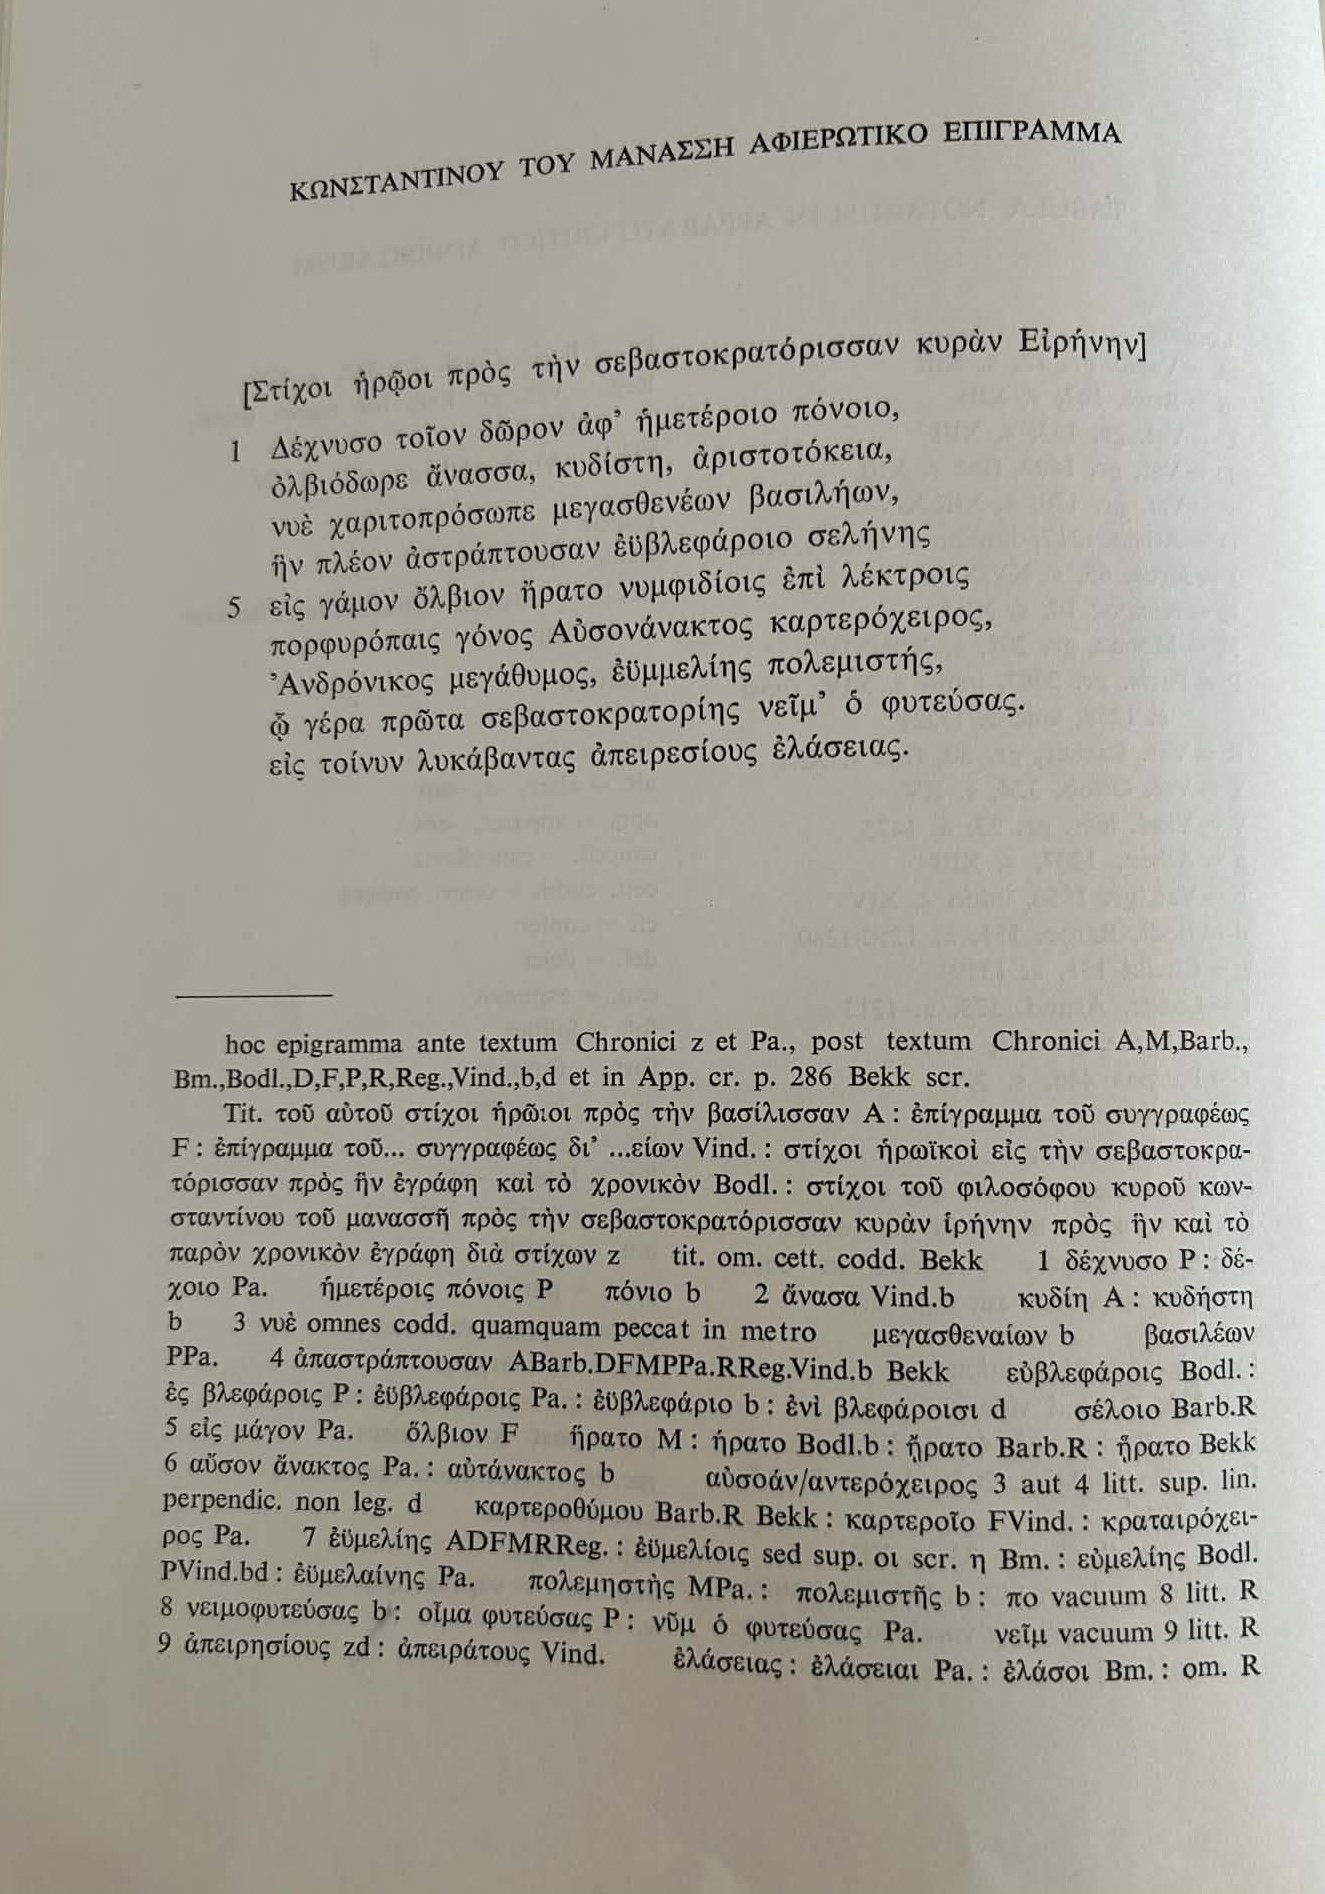 ΚΩΝΣΤΑΝΤΙΝΟΥ ΤΟΥ ΜΑΝΑΣΣΗ ΑΦΙΕΡΩΤΙΚΟ ΕΠΙΓΡΑΜΜΑ
[Στίχοι ἡρῷοι πρὸς τὴν σεβαστοκρατόρισσαν κυρὰν Εἰρήνην]
1 Δέχνυσο τοῖον δῶρον ἀφ’ ἡμετέροιο πόνοιο,
ὀλβιόδωρε ἄνασσα, κυδίστη, ἀριστοτόκεια,
νυὲ χαριτοπρόσωπε μεγασθενέων βασιλήων,
ἣν πλέον ἀστράπτουσαν ἐϋβλεφάροιο σελήνης
5 εἰς γάμον ὄλβιον ἤρατο νυμφιδίοις ἐπὶ λέκτροις
πορφυρόπαις γόνος Αὐσονάνακτος καρτερόχειρος,
Ἀνδρόνικος μεγάθυμος, ἐϋμμελίης πολεμιστής,
ᾧ γέρα πρῶτα σεβαστοκρατορίης νεῖμ’ ὁ φυτεύσας.
εἰς τοίνυν λυκάβαντας ἀπειρεσίους ἐλάσειας.
hoc epigramma ante textum Chronici z et Pa., post textum Chronici A,M,Barb.,
Bm.,Bodl.,D,F,P,R,Reg.,Vind.,b,d et in App. cr. p. 286 Bekk scr.
Tit. τοῦ αὐτοῦ στίχοι ἡρῶιοι πρὸς τὴν βασίλισσαν A : ἐπίγραμμα τοῦ συγγραφέως
F : ἐπίγραμμα τοῦ... συγγραφέως δι’ ...είων Vind. : στίχοι ἡρωϊκοὶ εἰς τὴν σεβαστοκρα-
τόρισσαν πρὸς ἣν ἐγράφη καὶ τὸ χρονικὸν Bodl. : στίχοι τοῦ φιλοσόφου κυροῦ κων-
σταντίνου τοῦ μανασσῆ πρὸς τὴν σεβαστοκρατόρισσαν κυρὰν ἰρήνην πρὸς ἣν καὶ τὸ
παρὸν χρονικὸν ἐγράφη διὰ στίχων z tit. om. cett. codd. Bekk 1 δέχνυσο P : δέ-
χοιο Pa. ἡμετέροις πόνοις P πόνιο b 2 ἄνασα Vind.b κυδίη A : κυδήστη
b 3 νυὲ omnes codd. quamquam peccat in metro μεγασθεναίων b βασιλέων
PPa. 4 ἀπαστράπτουσαν ABarb.DFMPPa.RReg.Vind.b Bekk εὐβλεφάροις Bodl. :
ἐς βλεφάροις P : ἐϋβλεφάροις Pa. : ἐϋβλεφάριο b : ἐνὶ βλεφάροισι d σέλοιο Barb.R
5 εἰς μάγον Pa. ὅλβιον F ἥρατο M : ήρατο Bodl.b : ᾔρατο Barb.R : ᾕρατο Bekk
6 αὖσον ἄνακτος Pa. : αὐτάνακτος b αὐσοάν/αντερόχειρος 3 aut 4 litt. sup. lin.
perpendic. non leg. d καρτεροθύμου Barb.R Bekk : καρτεροῖο FVind. : κραταιρόχει-
ρος Pa. 7 ἐϋμελίης ADFMRReg. : ἐϋμελίοις sed sup. οι scr. η Bm. : εὐμελίης Bodl.
PVind.bd : ἐϋμελαίνης Pa. πολεμηστὴς MPa. : πολεμιστῆς b : πο vacuum 8 litt. R
8 νειμοφυτεύσας b : οἶμα φυτεύσας P : νῦμ ὁ φυτεύσας Pa. νεῖμ vacuum 9 litt. R
9 ἀπειρησίους zd : ἀπειράτους Vind. ἐλάσειας : ἐλάσειαι Pa. : ἐλάσοι Bm. : om. R